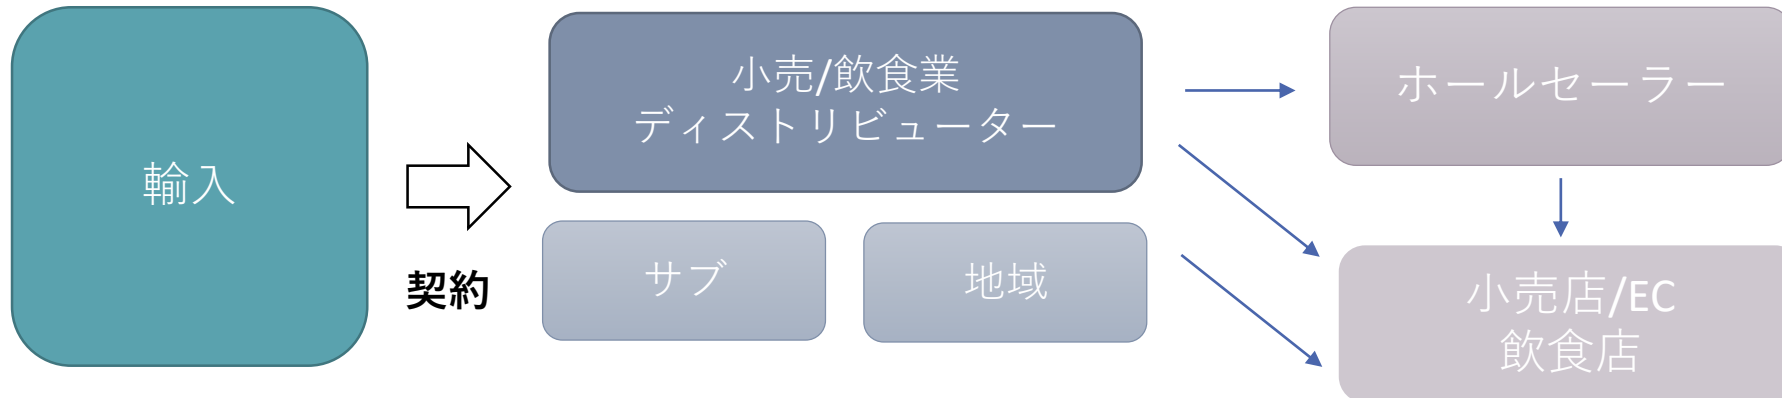 輸入
契約
小売/飲食業
ディストリビューター
サブ
地域
ホールセーラー
小売店/EC
飲食店